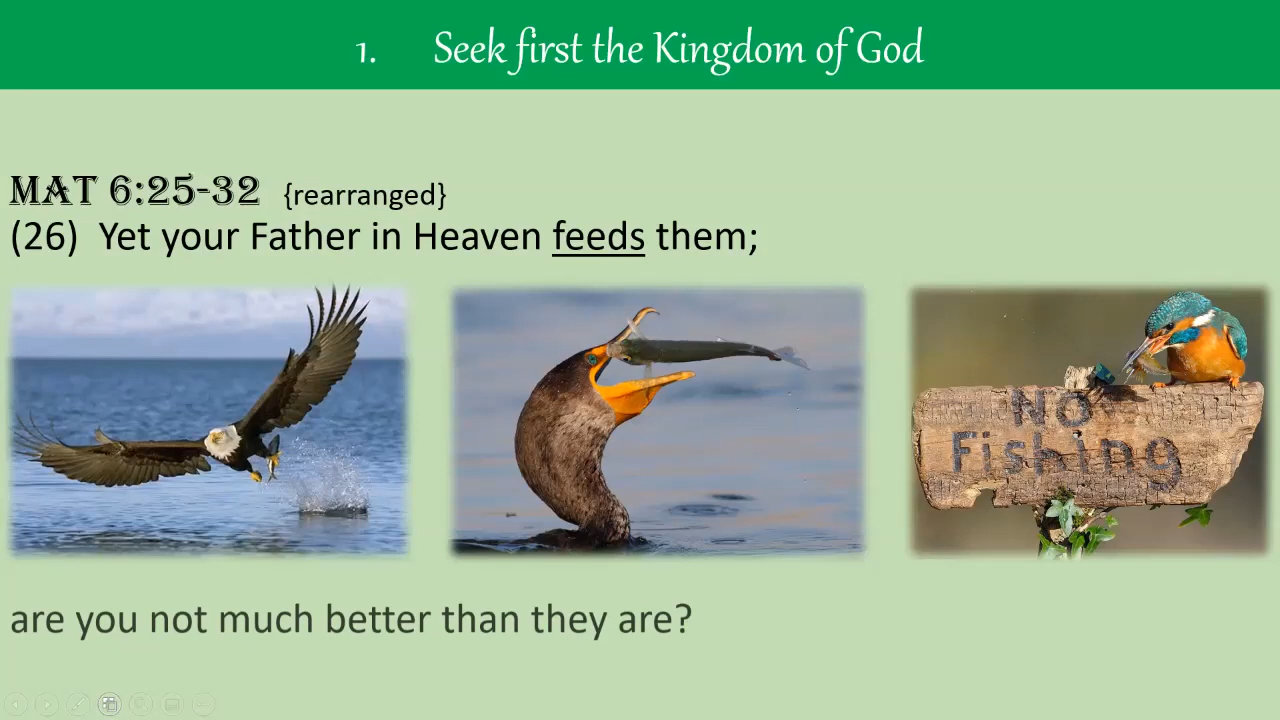 1. Seek first the Kingdom of God
MAT 6:25-32 {rearranged}
(26) Yet your Father in Heaven feeds them;
No
Fishing
are you not much better than they are?